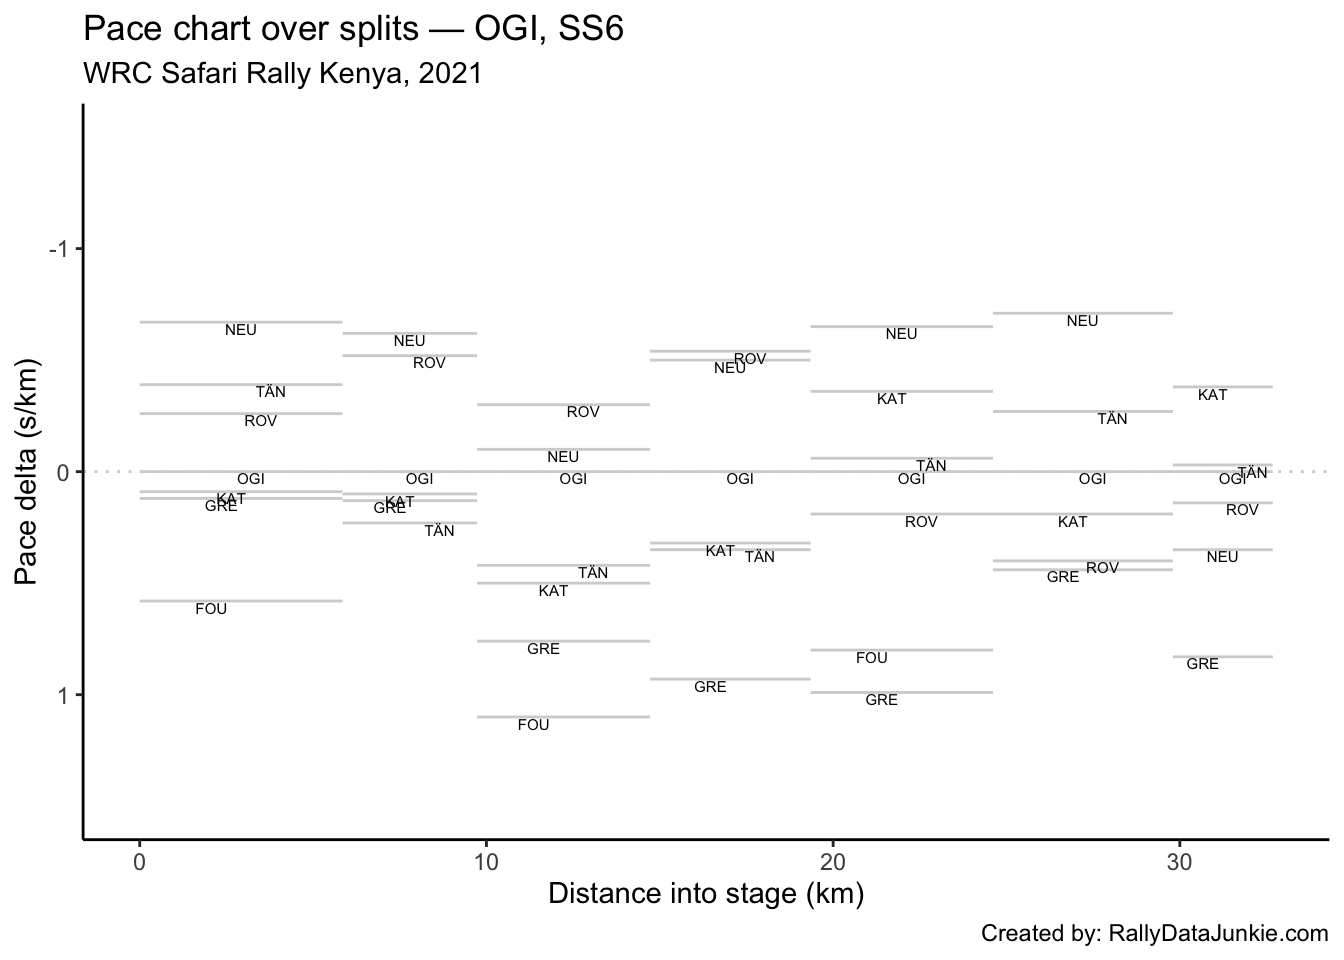 Pace chart over splits — OGI, SS6
WRC Safari Rally Kenya, 2021
Pace delta (s/km)
-1
0
1
NEU
TÄN
ROV
OGI
KAT
GRE
FOU
NEU
ROV
OGI
KAT
GRE
TÄN
ROV
NEU
OGI
TÄN
KAT
GRE
FOU
ROV
NEU
OGI
KAT
TÄN
GRE
NEU
KAT
TÄN
OGI
ROV
FOU
GRE
NEU
TÄN
OGI
KAT
ROV
GRE
KAT
TÄN
OGI
ROV
NEU
GRE
0 10 20 30
Distance into stage (km)
Created by: RallyDataJunkie.com